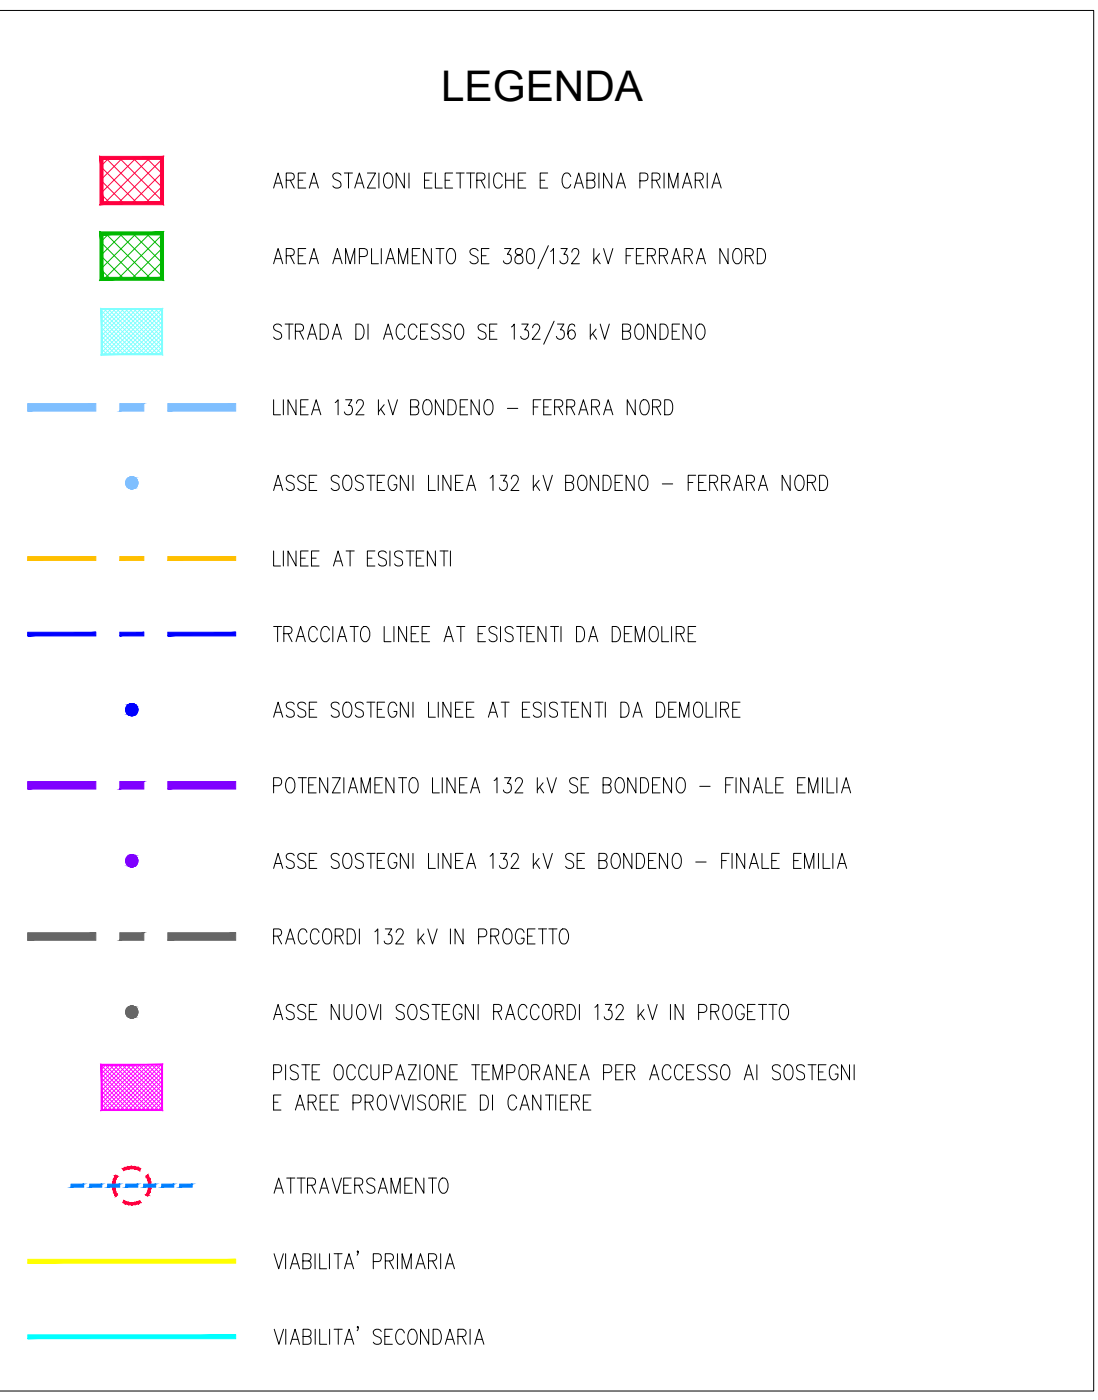 LEGENDA
AREA STAZIONI ELETTRICHE E CABINA PRIMARIA
AREA AMPLIAMENTO SE 380/132 kV FERRARA NORD
STRADA DI ACCESSO SE 132/36 kV BONDENO
LINEA 132 kV BONDENO – FERRARA NORD
ASSE SOSTEGNI LINEA 132 kV BONDENO – FERRARA NORD
LINEE AT ESISTENTI
TRACCIATO LINEE AT ESISTENTI DA DEMOLIRE
ASSE SOSTEGNI LINEE AT ESISTENTI DA DEMOLIRE
POTENZIAMENTO LINEA 132 kV SE BONDENO – FINALE EMILIA
ASSE SOSTEGNI LINEA 132 kV SE BONDENO – FINALE EMILIA
RACCORDI 132 kV IN PROGETTO
ASSE NUOVI SOSTEGNI RACCORDI 132 kV IN PROGETTO
PISTE OCCUPAZIONE TEMPORANEA PER ACCESSO AI SOSTEGNI
E AREE PROVVISORIE DI CANTIERE
ATTRAVERSAMENTO
VIABILITA' PRIMARIA
VIABILITA' SECONDARIA